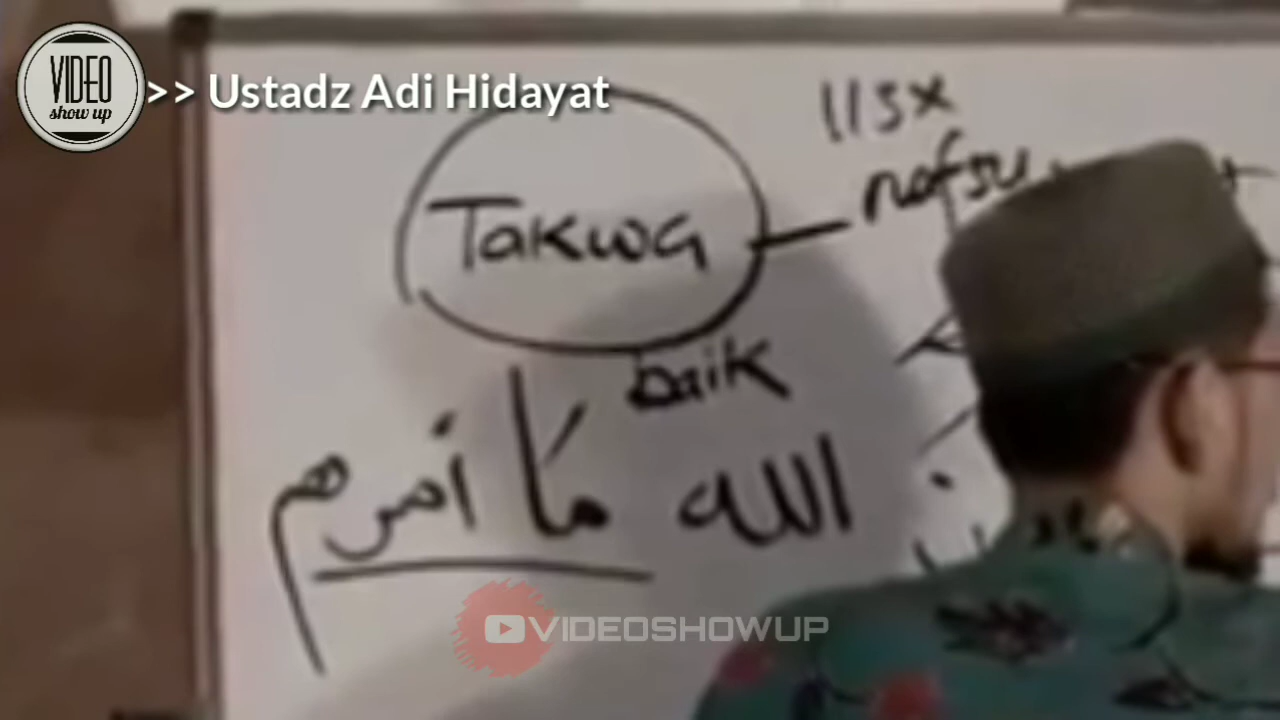 VIDEO
show up
>> Ustadz Adi Hidayat
113x
nafsu
Takwa
baik
الله ما أمرهم
VIDEOSHOWUP